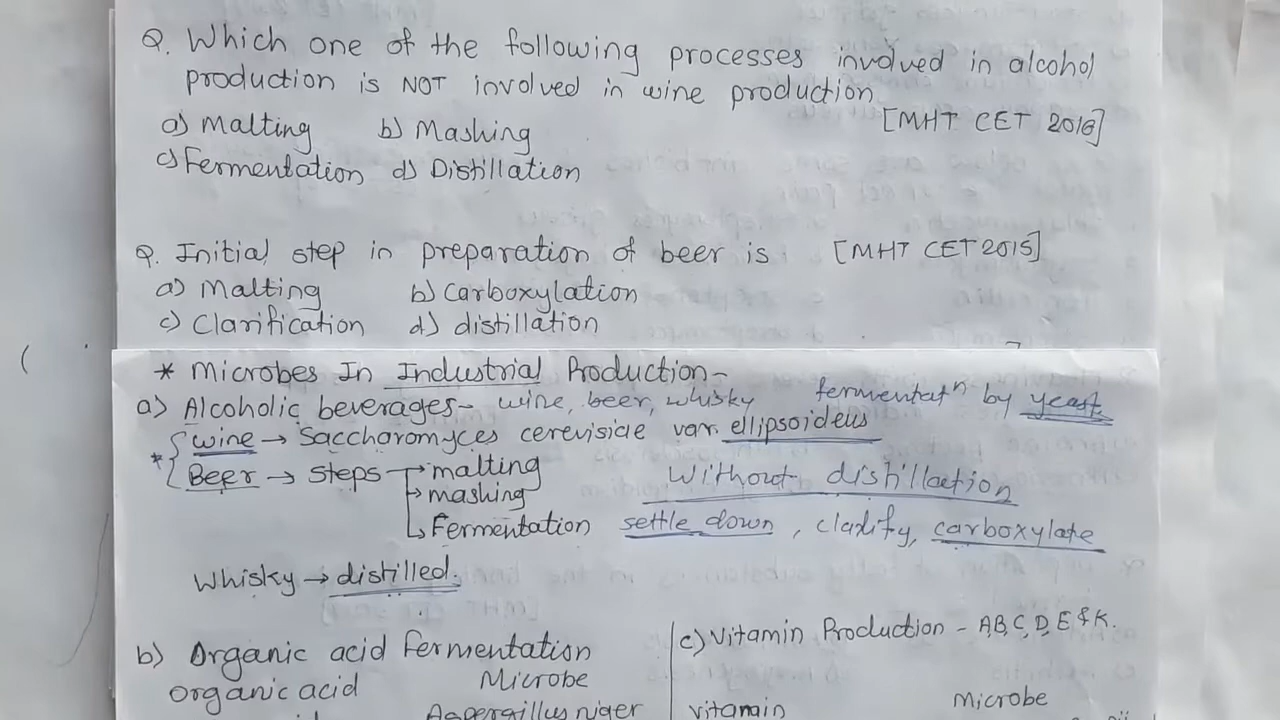 Q. Which one of the following processes involved in alcohol
production is NOT involved in wine production
[MHT CET 2016]
a) Malting b) Mashing
c) Fermentation d) Distillation
Q. Initial step in preparation of beer is [MHT CET 2015]
a) Malting b) Carboxylation
c) Clarification d) distillation
* Microbes In Industrial Production-
a) Alcoholic beverages- wine, beer, whisky fermentatⁿ by yeast
* { wine → Saccharomyces cerevisiae var. ellipsoideus
Beer → steps → malting Without distillaction
→ mashing
→ Fermentation settle down, clarify, carboxylate
Whisky → distilled.
b) Organic acid Fermentation
organic acid Microbe
Aspergillus niger
c) Vitamin Production - A,B,C,D,E & K.
vitamin Microbe